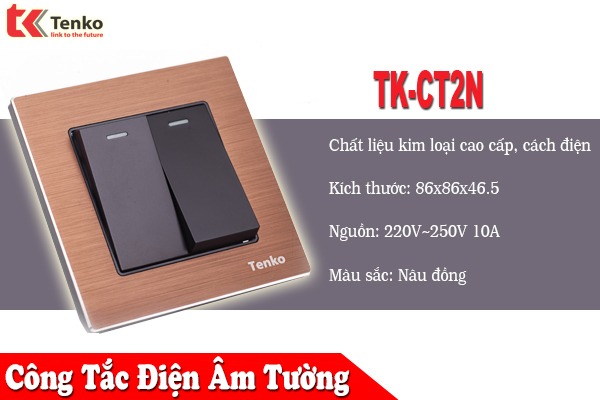 Tenko
link to the future
TK-CT2N
Chất liệu kim loại cao cấp, cách điện
Kích thước: 86x86x46.5
Nguồn: 220V~250V 10A
Màu sắc: Nâu đồng
Tenko
Công Tắc Điện Âm Tường